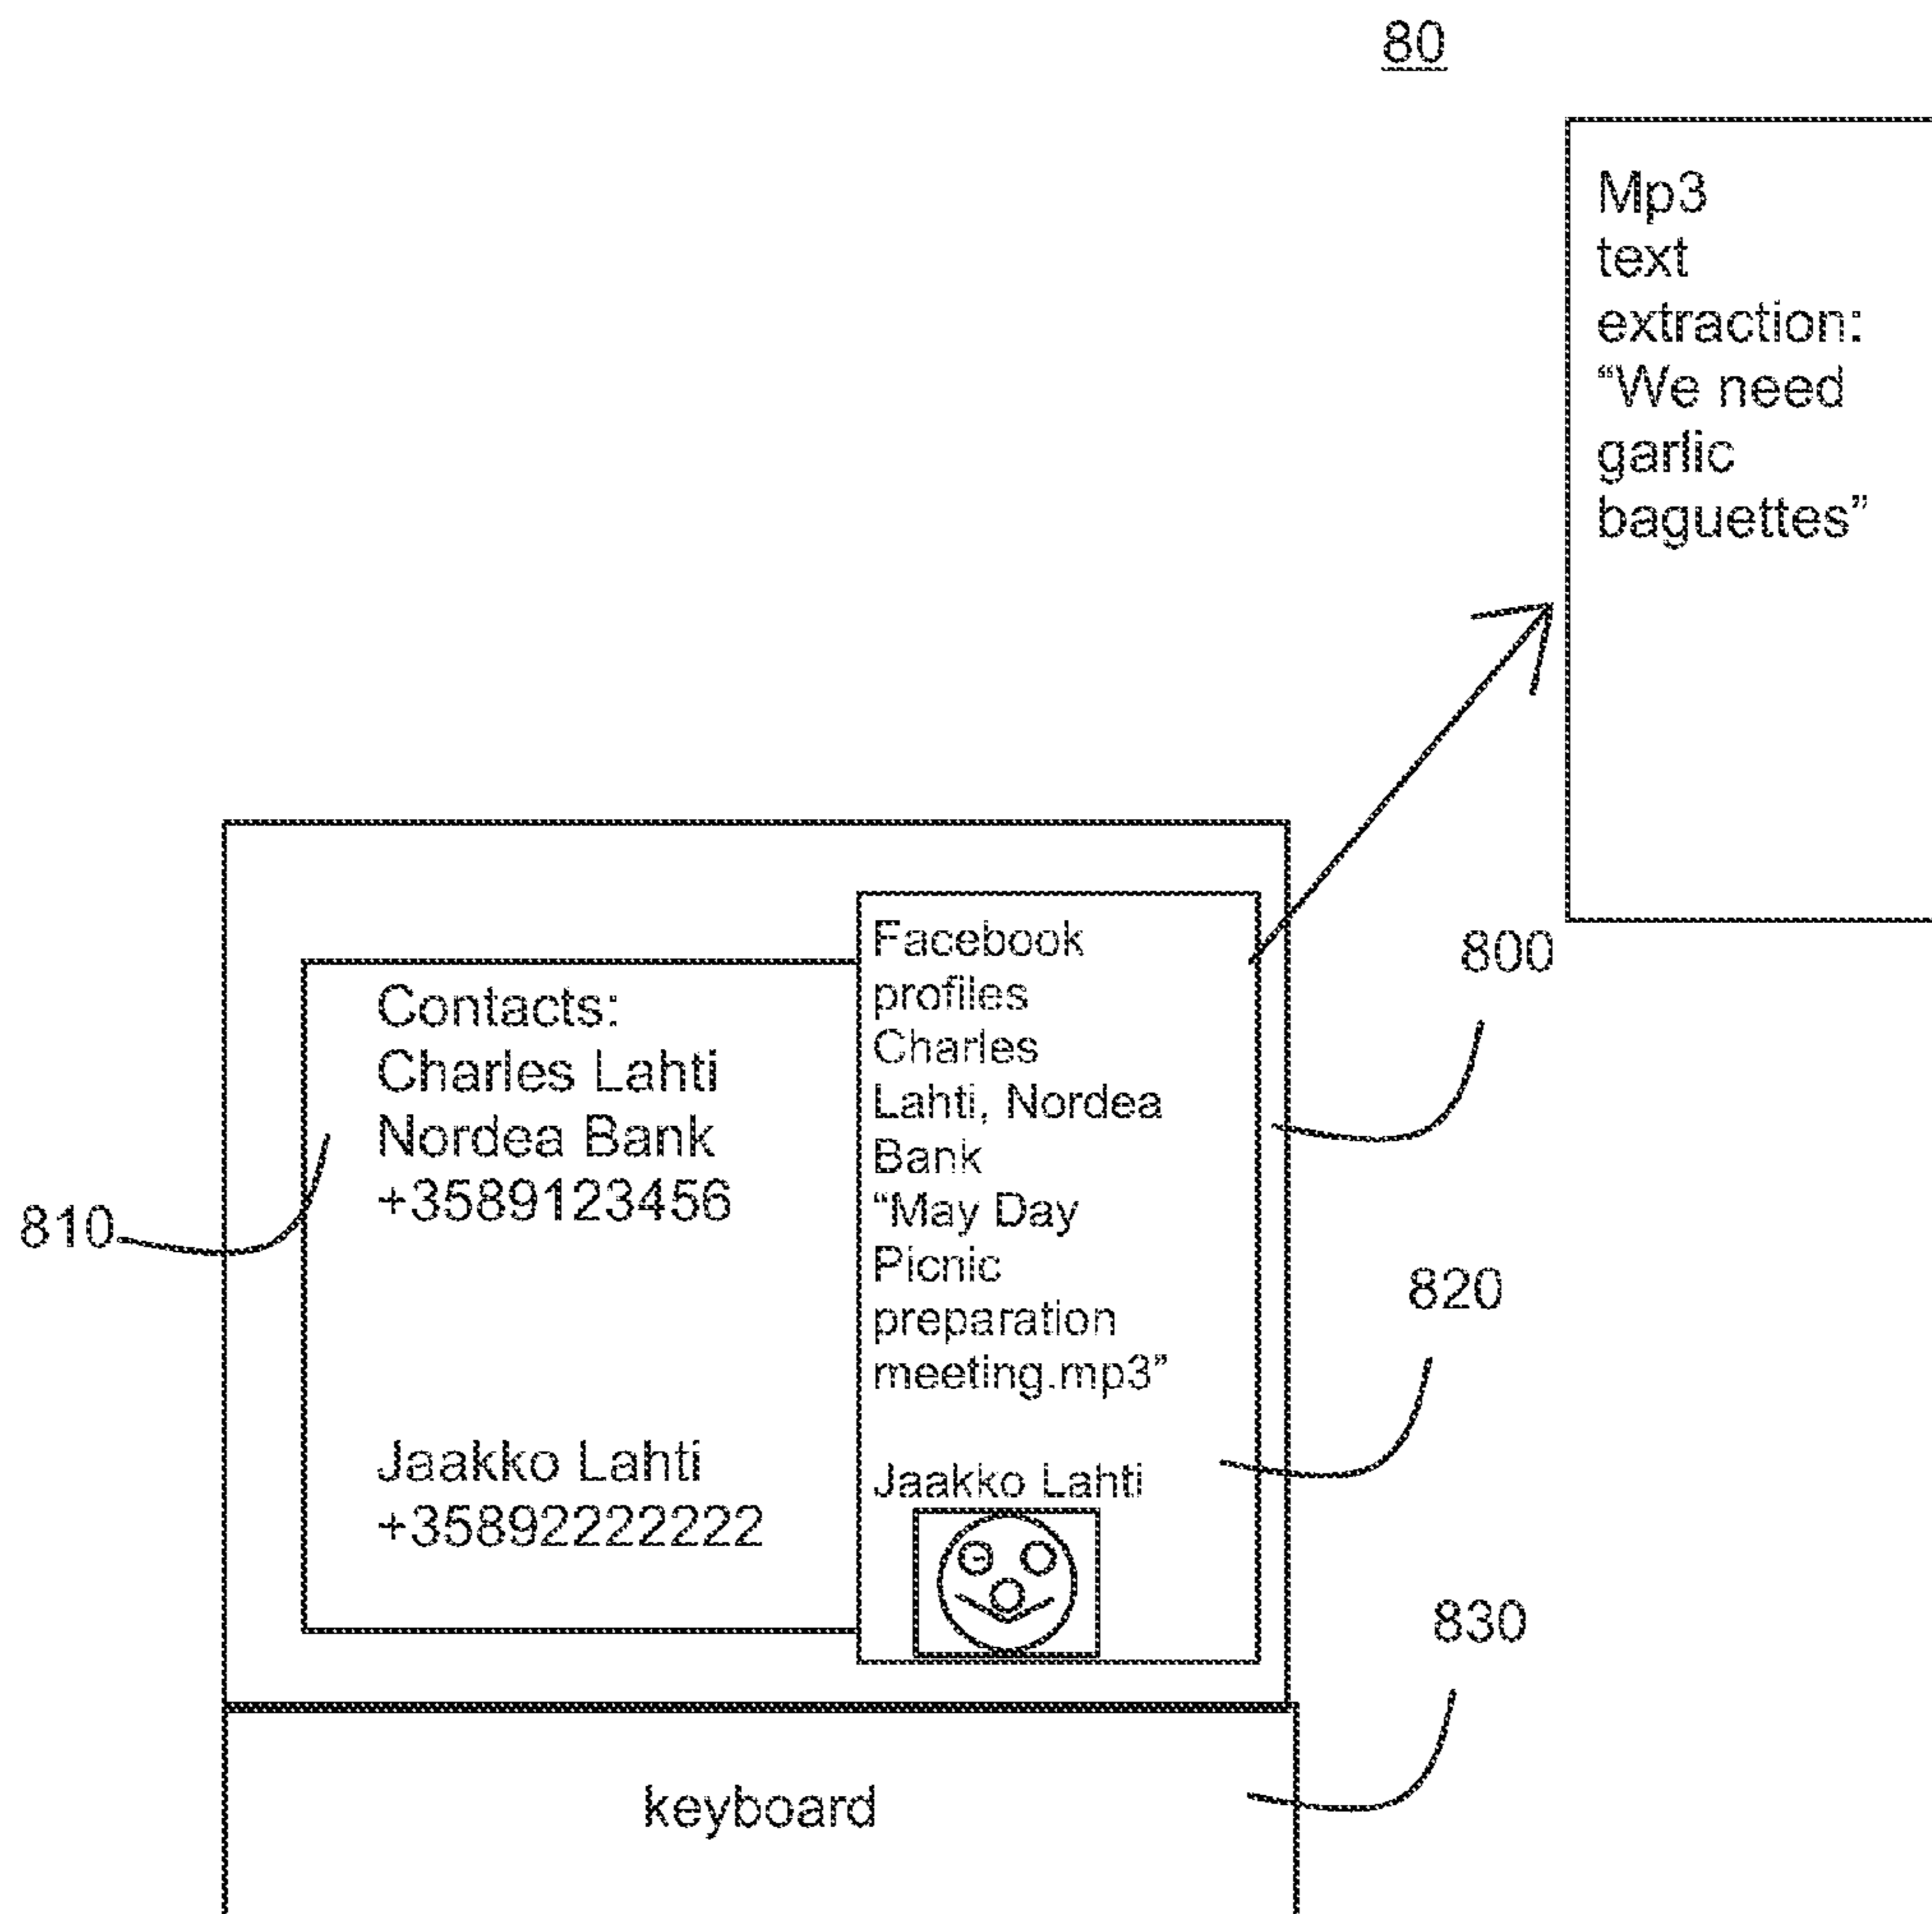 80
Mp3
text
extraction:
“We need
garlic
baguettes”
800
Contacts:
Charles Lahti
Nordea Bank
+3589123456
Jaakko Lahti
+35892222222
810
Facebook
profiles
Charles
Lahti, Nordea
Bank
“May Day
Picnic
preparation
meeting.mp3”
Jaakko Lahti
820
830
keyboard